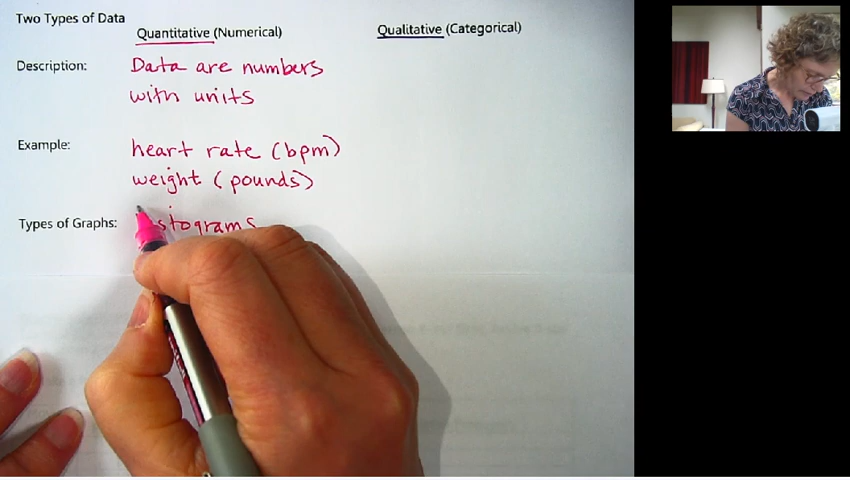 Two Types of Data
Quantitative (Numerical) Qualitative (Categorical)
Description: Data are numbers
with units
Example: heart rate (bpm)
weight (pounds)
Types of Graphs: histograms